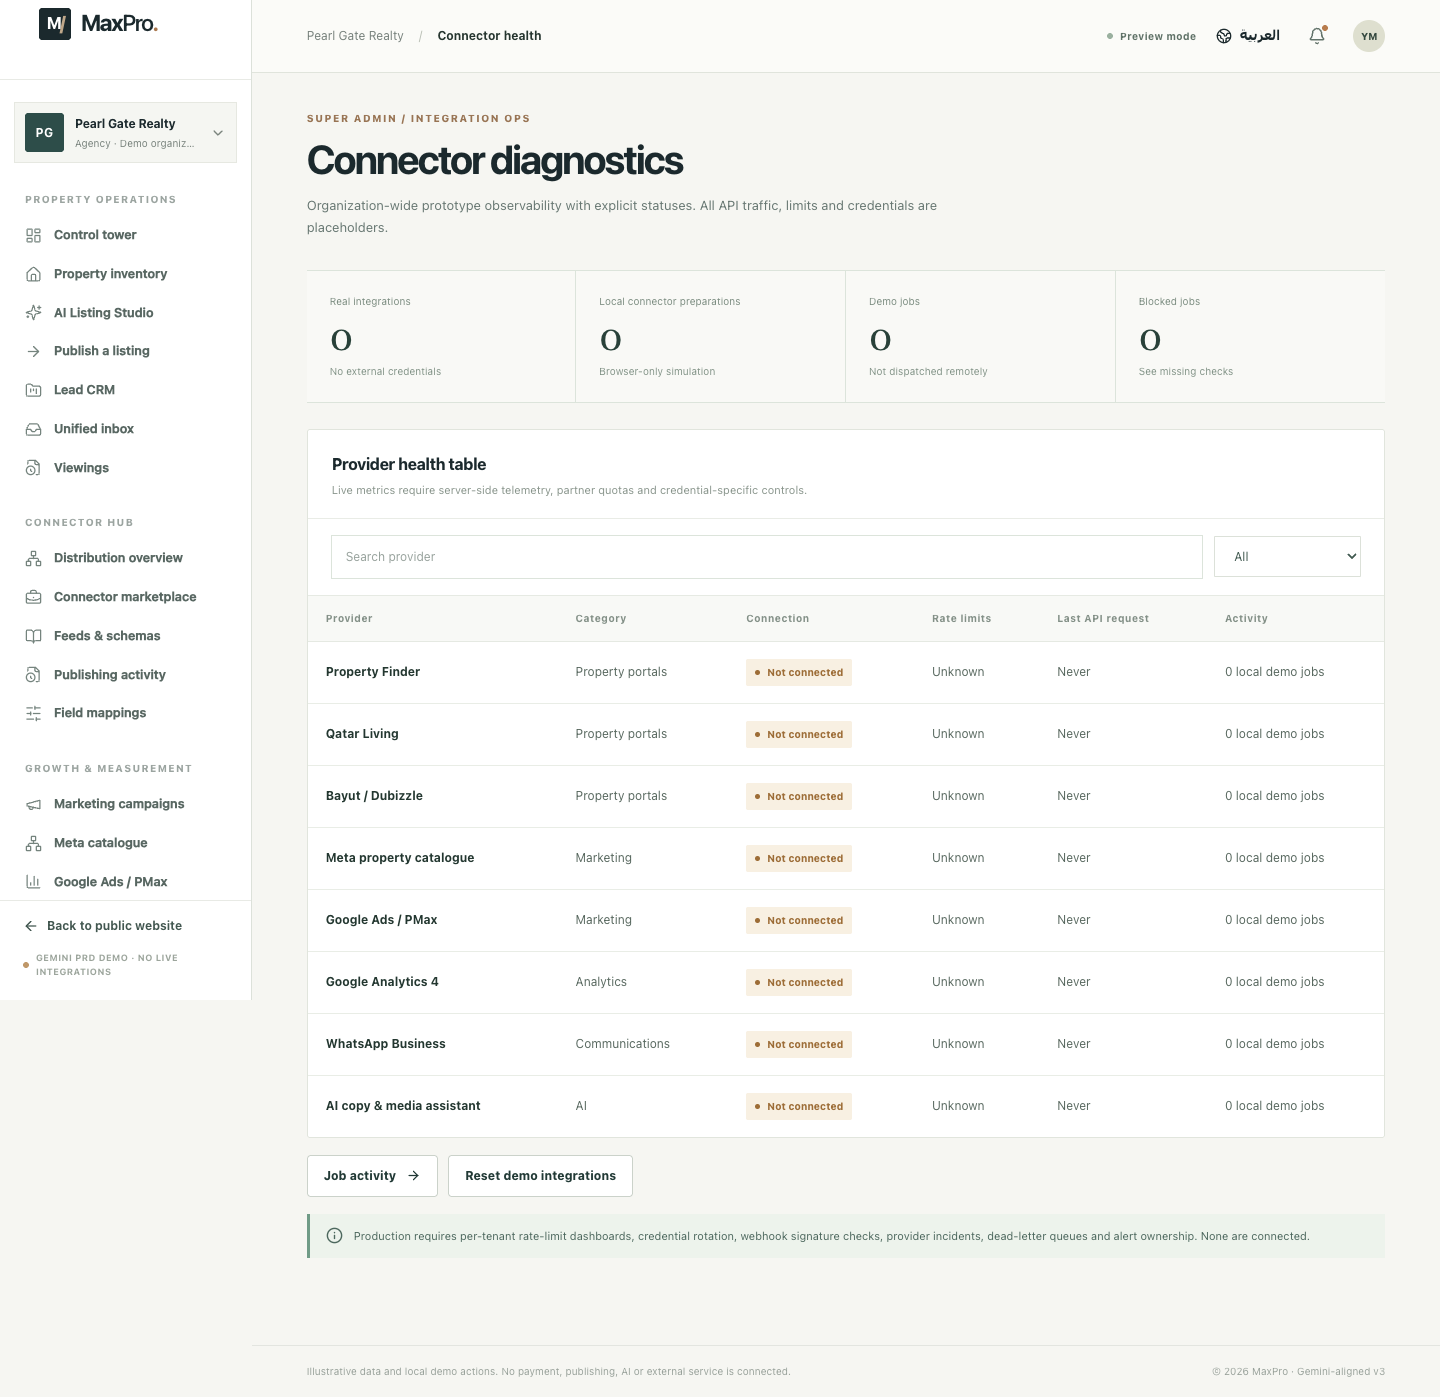 M/ MaxPro.
Pearl Gate Realty / Connector health
Preview mode
العربية
YM
PG
Pearl Gate Realty
Agency · Demo organiz...
PROPERTY OPERATIONS
Control tower
Property inventory
AI Listing Studio
Publish a listing
Lead CRM
Unified inbox
Viewings
CONNECTOR HUB
Distribution overview
Connector marketplace
Feeds & schemas
Publishing activity
Field mappings
GROWTH & MEASUREMENT
Marketing campaigns
Meta catalogue
Google Ads / PMax
Back to public website
GEMINI PRD DEMO · NO LIVE
INTEGRATIONS
SUPER ADMIN / INTEGRATION OPS
Connector diagnostics
Organization-wide prototype observability with explicit statuses. All API traffic, limits and credentials are
placeholders.
Real integrations
0
No external credentials
Local connector preparations
0
Browser-only simulation
Demo jobs
0
Not dispatched remotely
Blocked jobs
0
See missing checks
Provider health table
Live metrics require server-side telemetry, partner quotas and credential-specific controls.
Search provider
All
Provider Category Connection Rate limits Last API request Activity
Property Finder Property portals Not connected Unknown Never 0 local demo jobs
Qatar Living Property portals Not connected Unknown Never 0 local demo jobs
Bayut / Dubizzle Property portals Not connected Unknown Never 0 local demo jobs
Meta property catalogue Marketing Not connected Unknown Never 0 local demo jobs
Google Ads / PMax Marketing Not connected Unknown Never 0 local demo jobs
Google Analytics 4 Analytics Not connected Unknown Never 0 local demo jobs
WhatsApp Business Communications Not connected Unknown Never 0 local demo jobs
AI copy & media assistant AI Not connected Unknown Never 0 local demo jobs
Job activity
Reset demo integrations
Production requires per-tenant rate-limit dashboards, credential rotation, webhook signature checks, provider incidents, dead-letter queues and alert ownership. None are connected.
Illustrative data and local demo actions. No payment, publishing, AI or external service is connected.
© 2026 MaxPro · Gemini-aligned v3